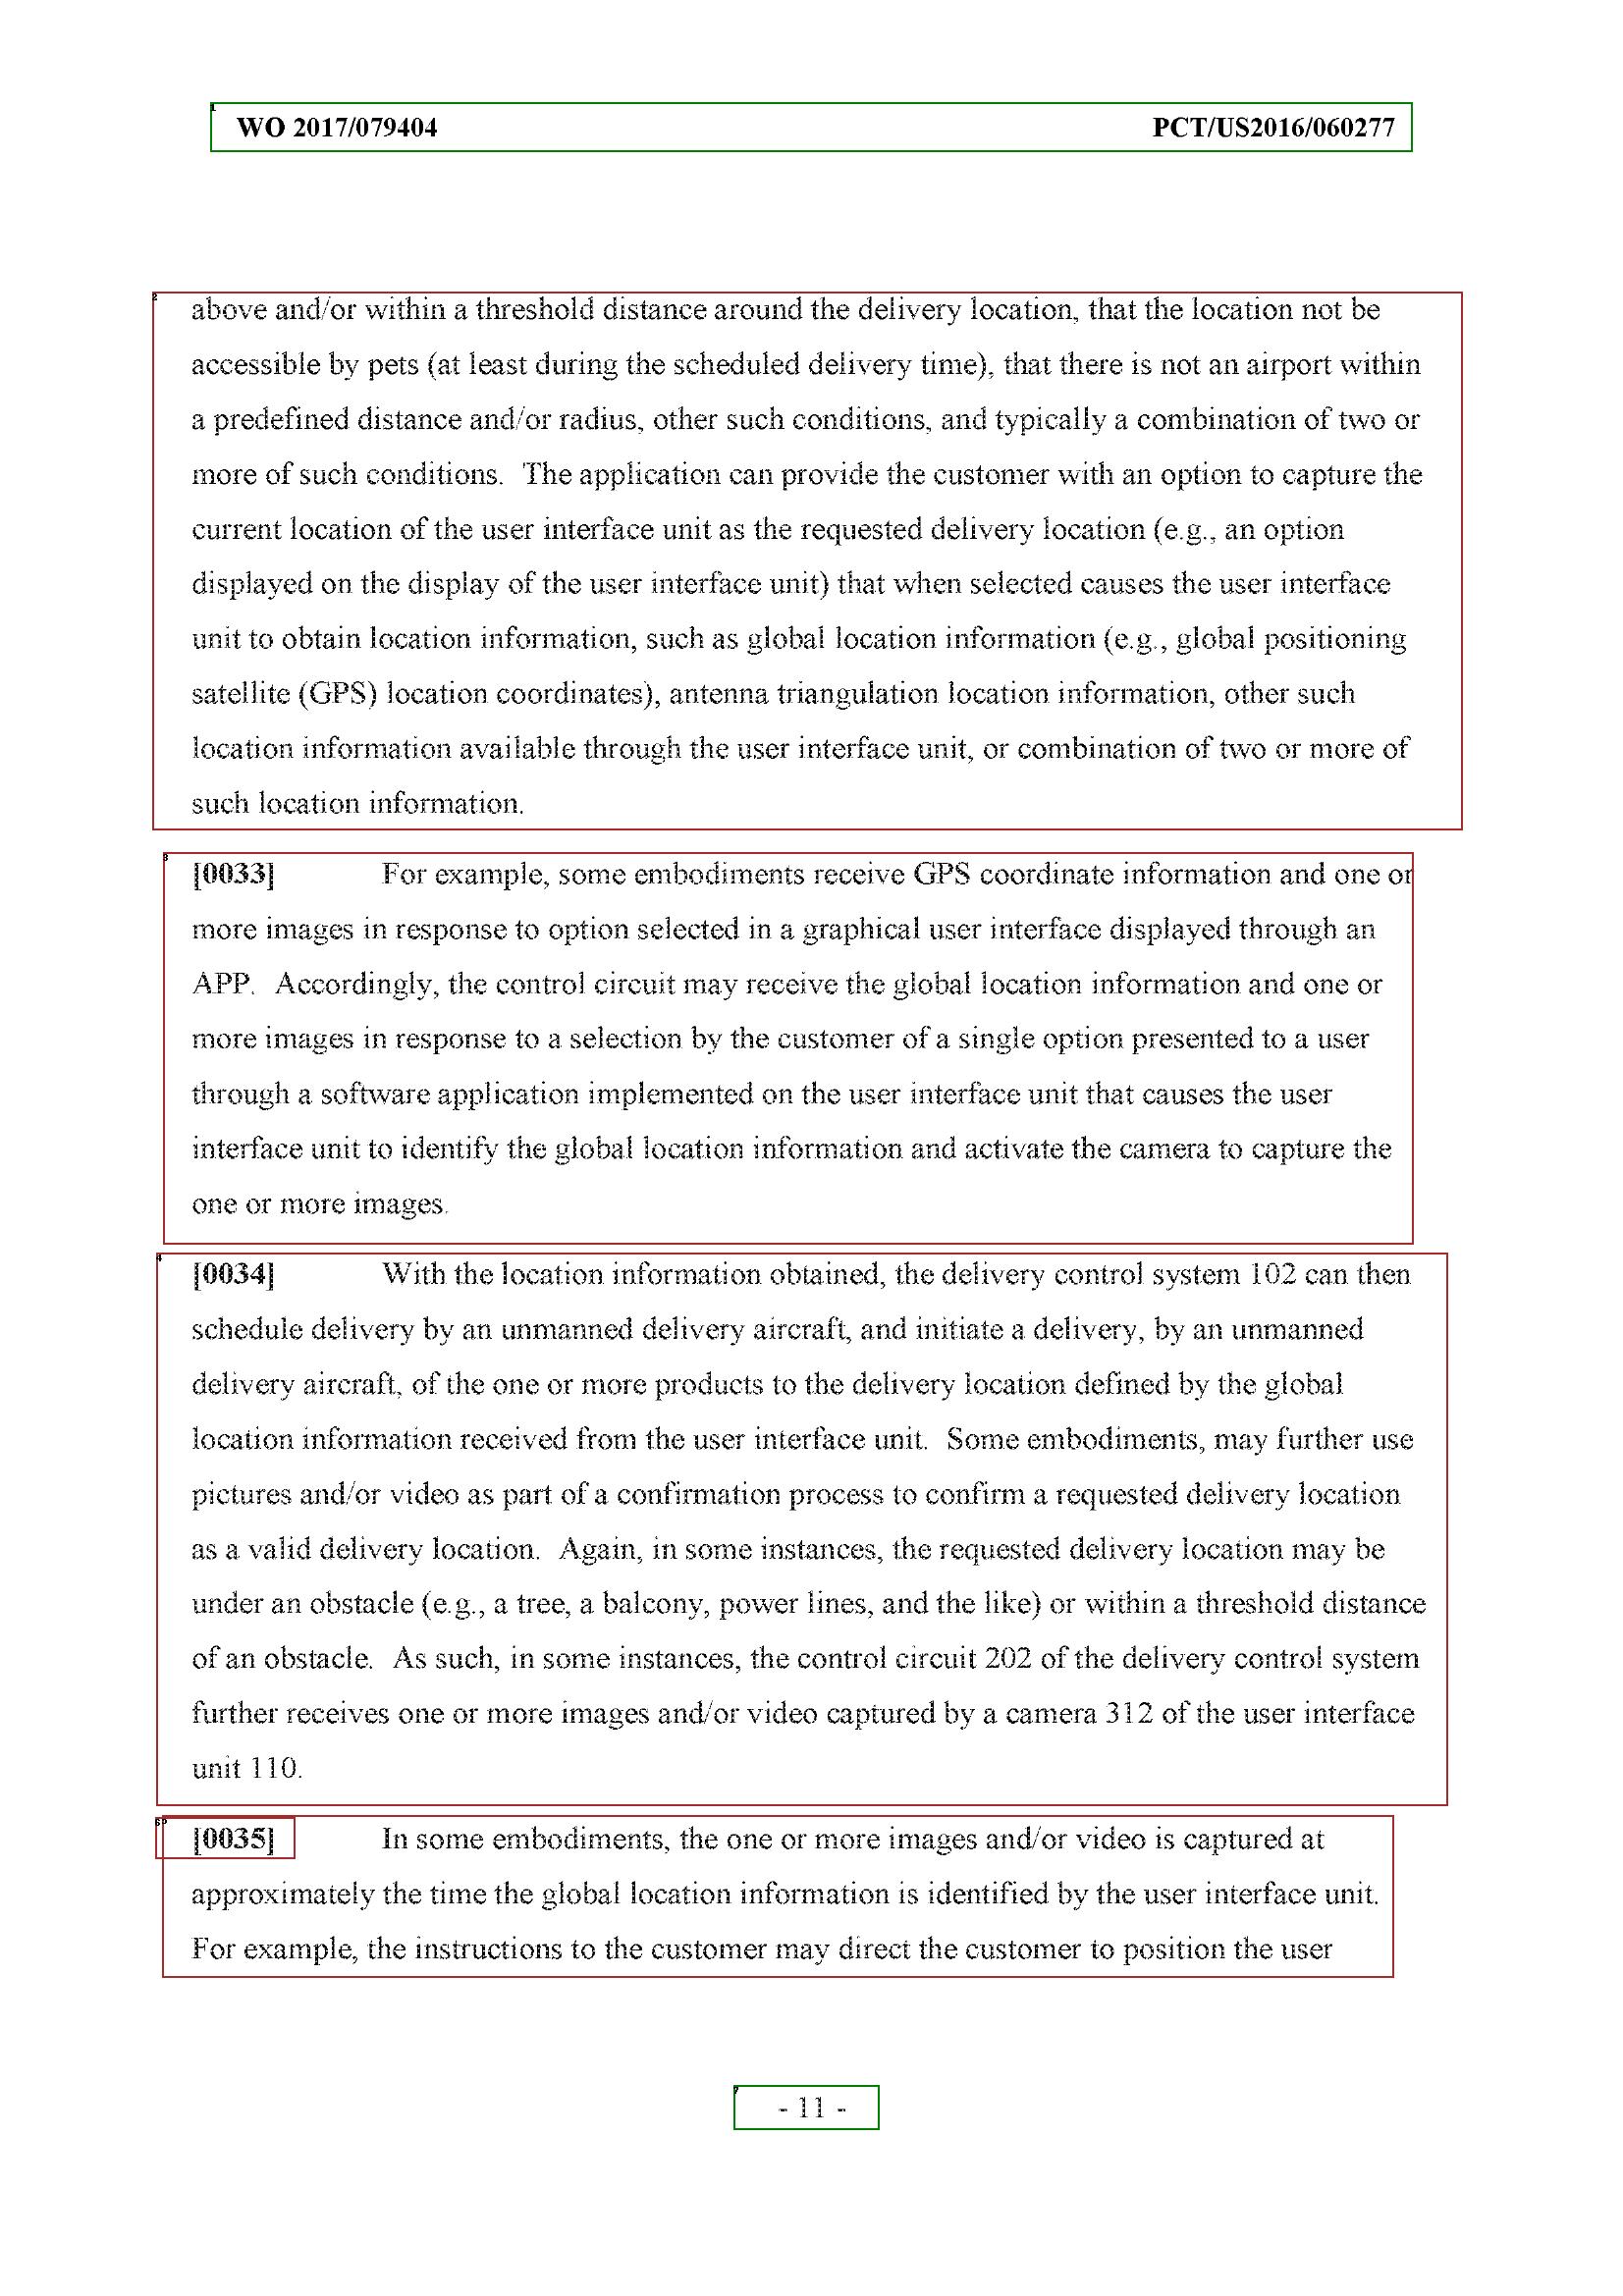 WO 2017/079404 PCT/US2016/060277
above and/or within a threshold distance around the delivery location, that the location not be
accessible by pets (at least during the scheduled delivery time), that there is not an airport within
a predefined distance and/or radius, other such conditions, and typically a combination of two or
more of such conditions.  The application can provide the customer with an option to capture the
current location of the user interface unit as the requested delivery location (e.g., an option
displayed on the display of the user interface unit) that when selected causes the user interface
unit to obtain location information, such as global location information (e.g., global positioning
satellite (GPS) location coordinates), antenna triangulation location information, other such
location information available through the user interface unit, or combination of two or more of
such location information.
[0033] For example, some embodiments receive GPS coordinate information and one or
more images in response to option selected in a graphical user interface displayed through an
APP.  Accordingly, the control circuit may receive the global location information and one or
more images in response to a selection by the customer of a single option presented to a user
through a software application implemented on the user interface unit that causes the user
interface unit to identify the global location information and activate the camera to capture the
one or more images.
[0034] With the location information obtained, the delivery control system 102 can then
schedule delivery by an unmanned delivery aircraft, and initiate a delivery, by an unmanned
delivery aircraft, of the one or more products to the delivery location defined by the global
location information received from the user interface unit.  Some embodiments, may further use
pictures and/or video as part of a confirmation process to confirm a requested delivery location
as a valid delivery location.  Again, in some instances, the requested delivery location may be
under an obstacle (e.g., a tree, a balcony, power lines, and the like) or within a threshold distance
of an obstacle.  As such, in some instances, the control circuit 202 of the delivery control system
further receives one or more images and/or video captured by a camera 312 of the user interface
unit 110.
[0035] In some embodiments, the one or more images and/or video is captured at
approximately the time the global location information is identified by the user interface unit.
For example, the instructions to the customer may direct the customer to position the user
- 11 -